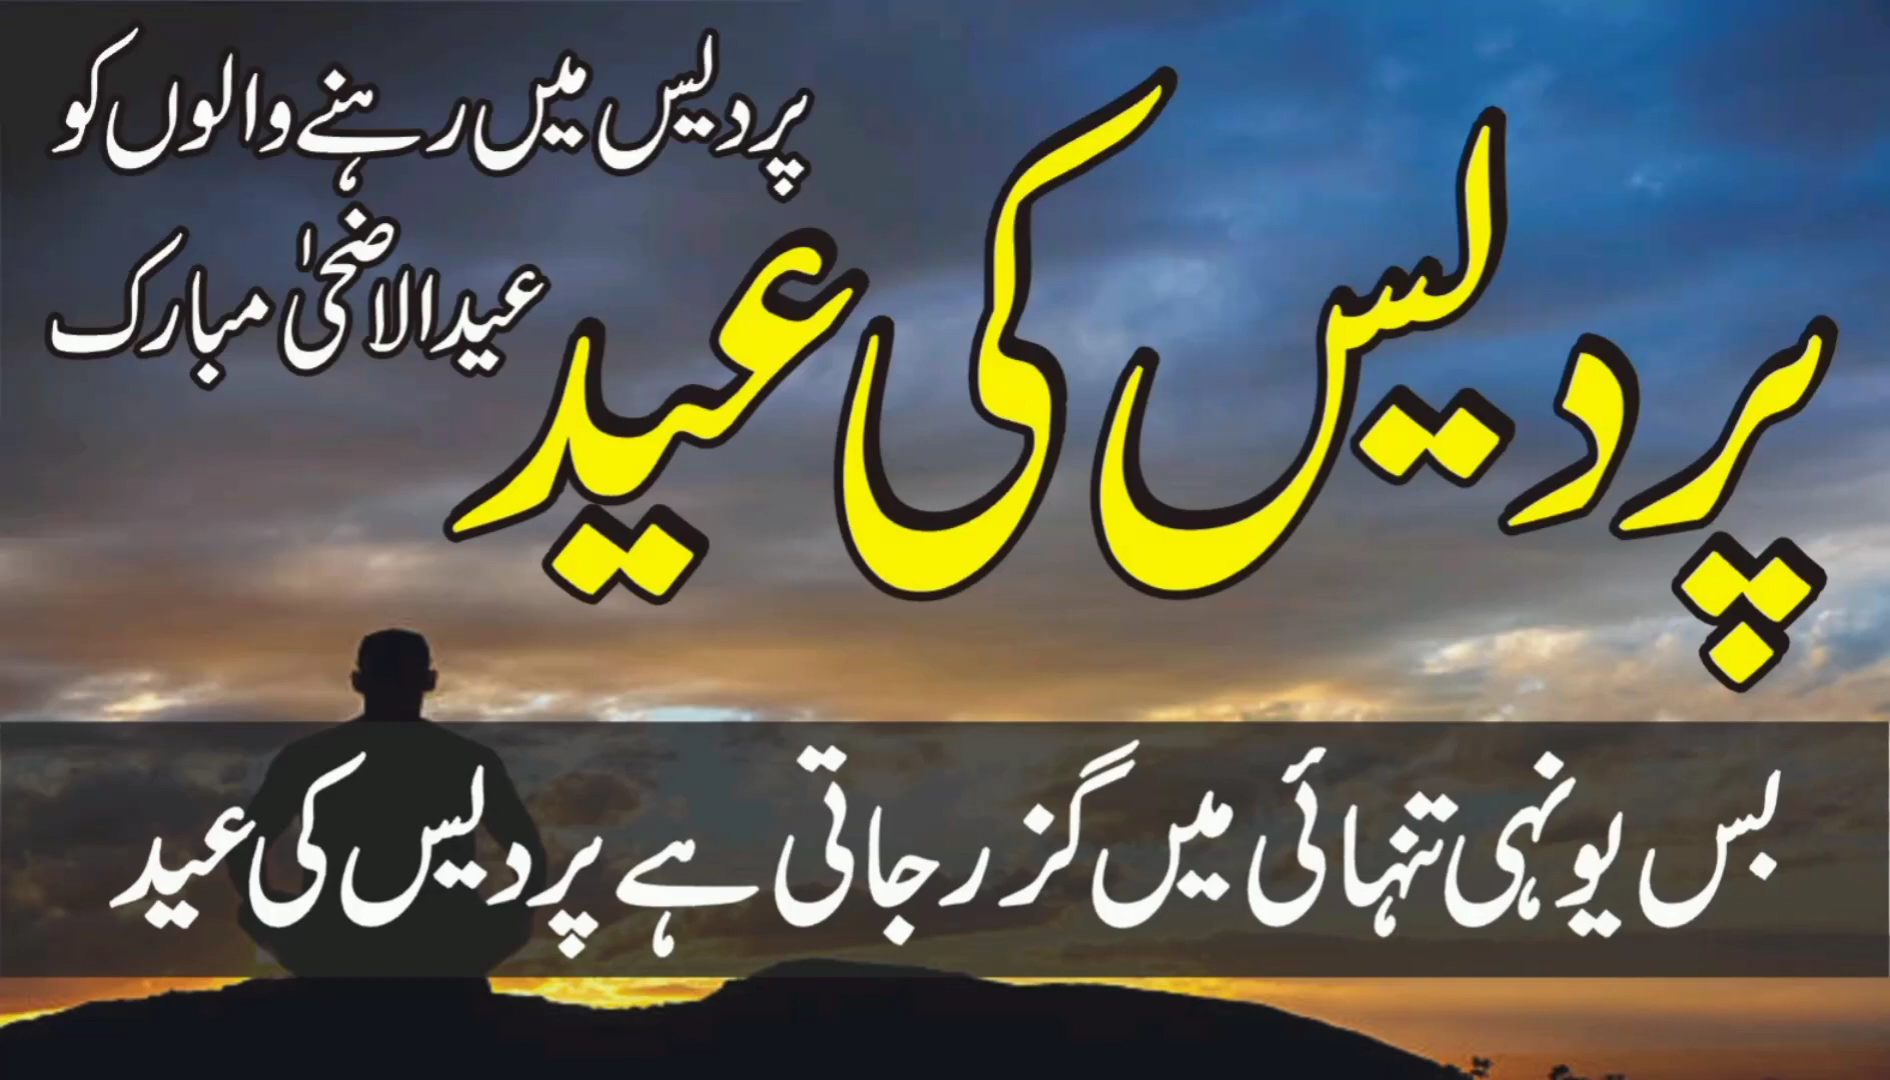 پردیس میں رہنے والوں کو
عیدالاضحیٰ مبارک
پردیس کی عید
بس یونہی تنہائی میں گزر جاتی ہے پردیس کی عید